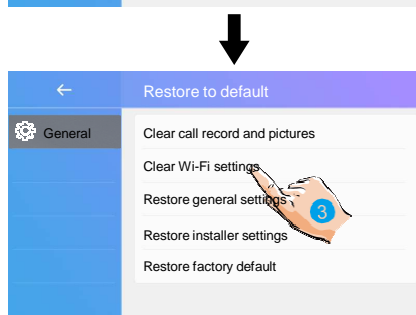 Restore to default
General
Clear call record and pictures
Clear Wi-Fi settings
Restore general settings
3
Restore installer settings
Restore factory default